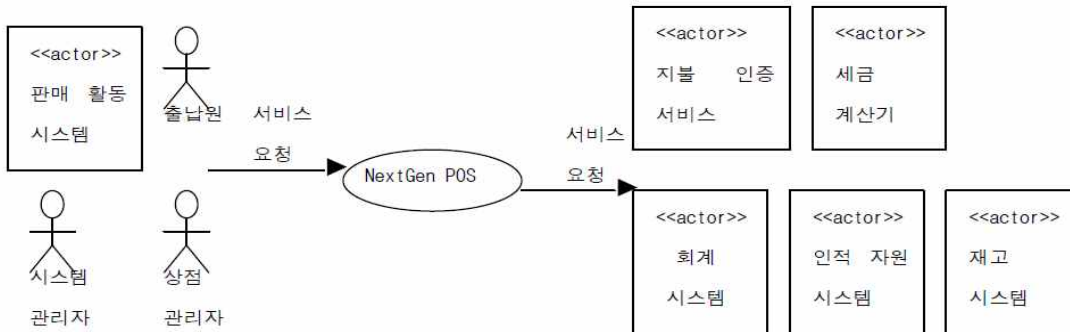 <<actor>>
판매 활동
시스템
출납원
서비스
요청
시스템
관리자
상점
관리자
NextGen POS
서비스
요청
<<actor>>
지불 인증
서비스
<<actor>>
세금
계산기
<<actor>>
회계
시스템
<<actor>>
인적 자원
시스템
<<actor>>
재고
시스템